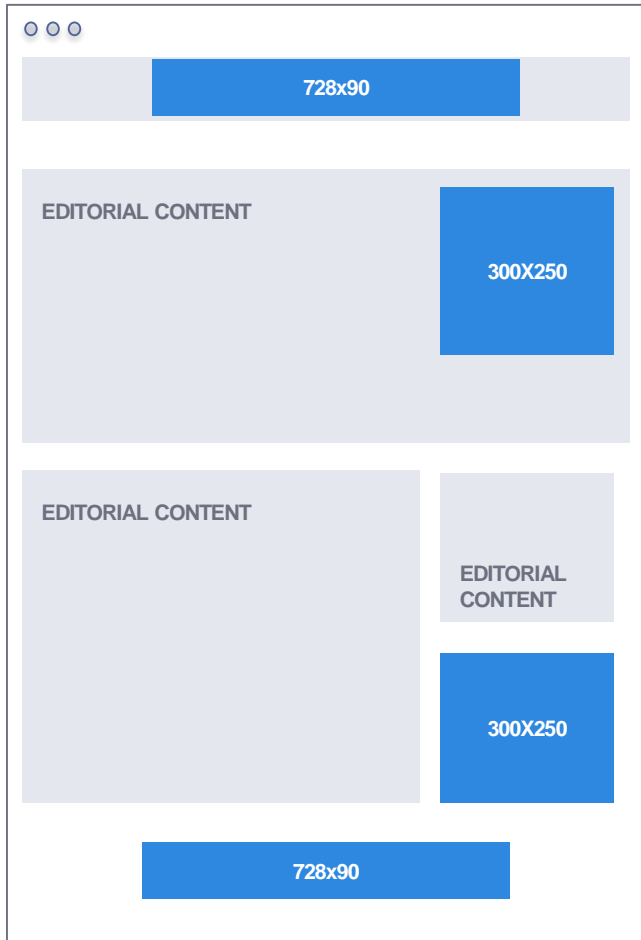 728x90
EDITORIAL CONTENT
300X250
EDITORIAL CONTENT
EDITORIAL
CONTENT
300X250
728x90